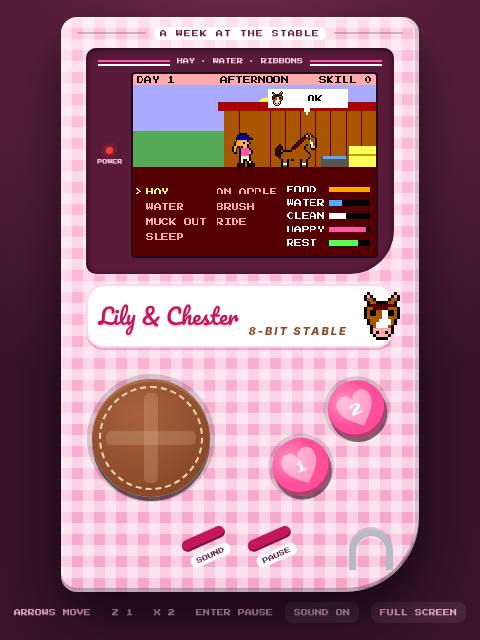 A WEEK AT THE STABLE
HAY · WATER · RIBBONS
DAY 1 AFTERNOON SKILL 0
OK
POWER
> HAY AN APPLE FOOD
WATER BRUSH WATER
MUCK OUT RIDE CLEAN
SLEEP HAPPY
REST
Lily & Chester 8-BIT STABLE
2
1
SOUND PAUSE
ARROWS MOVE Z 1 X 2 ENTER PAUSE SOUND ON FULL SCREEN